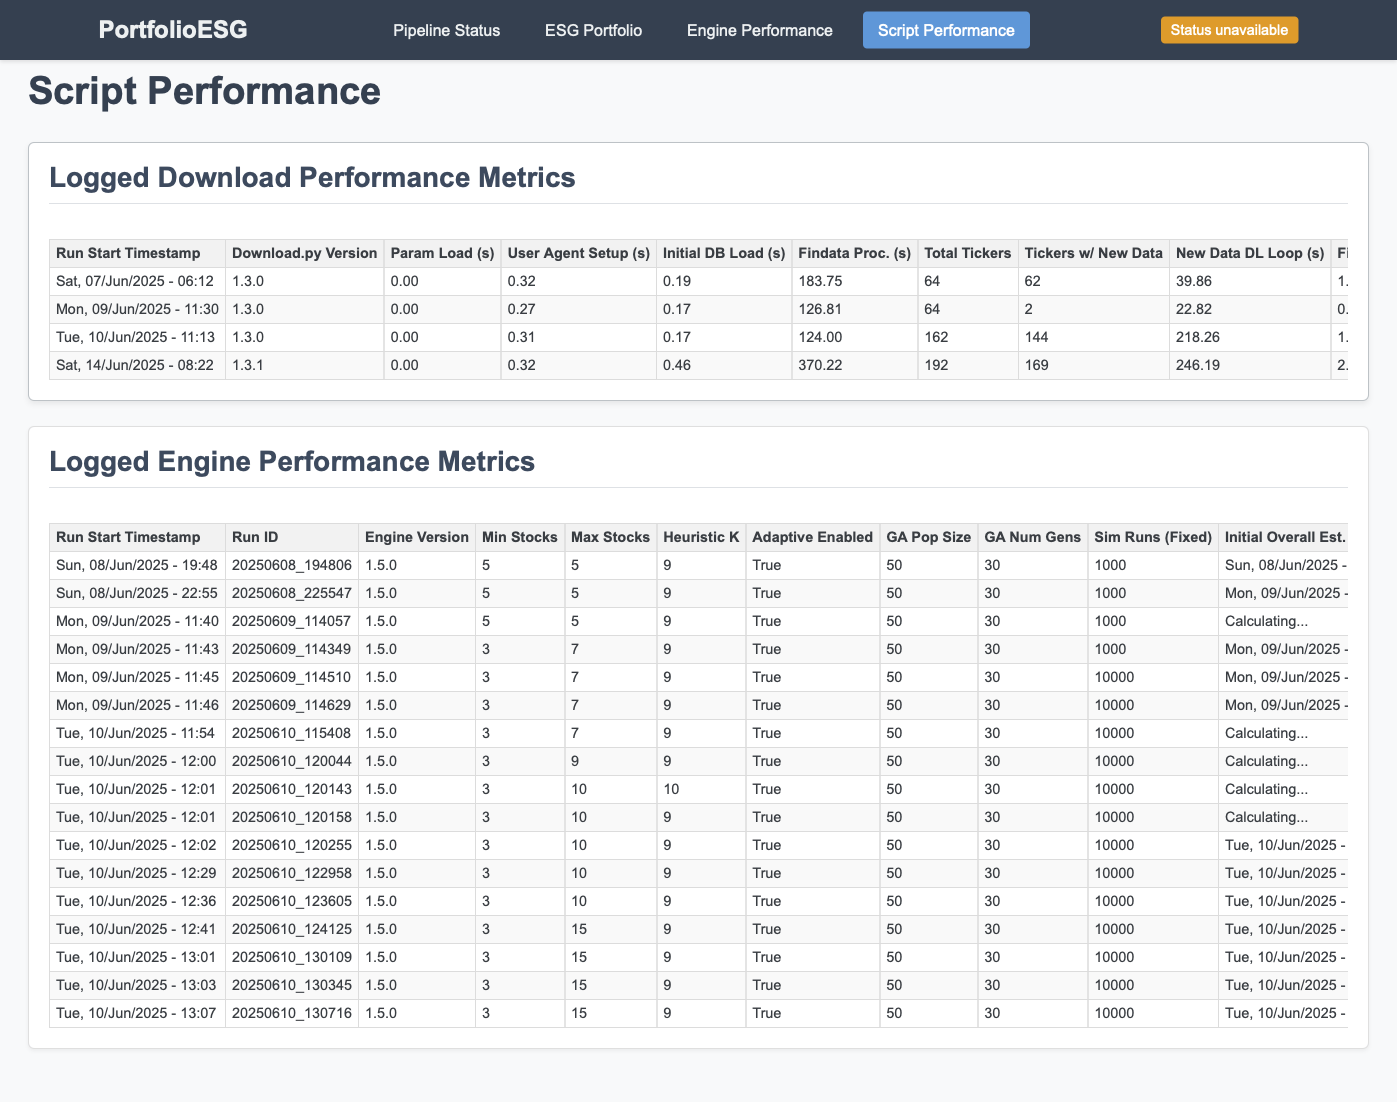 PortfolioESG Pipeline Status ESG Portfolio Engine Performance Script Performance Status unavailable
Script Performance
Logged Download Performance Metrics
Run Start Timestamp Download.py Version Param Load (s) User Agent Setup (s) Initial DB Load (s) Findata Proc. (s) Total Tickers Tickers w/ New Data New Data DL Loop (s)
Sat, 07/Jun/2025 - 06:12 1.3.0 0.00 0.32 0.19 183.75 64 62 39.86 1.
Mon, 09/Jun/2025 - 11:30 1.3.0 0.00 0.27 0.17 126.81 64 2 22.82 0.
Tue, 10/Jun/2025 - 11:13 1.3.0 0.00 0.31 0.17 124.00 162 144 218.26 1.
Sat, 14/Jun/2025 - 08:22 1.3.1 0.00 0.32 0.46 370.22 192 169 246.19 2.
Logged Engine Performance Metrics
Run Start Timestamp Run ID Engine Version Min Stocks Max Stocks Heuristic K Adaptive Enabled GA Pop Size GA Num Gens Sim Runs (Fixed) Initial Overall Est.
Sun, 08/Jun/2025 - 19:48 20250608_194806 1.5.0 5 5 9 True 50 30 1000 Sun, 08/Jun/2025 -
Sun, 08/Jun/2025 - 22:55 20250608_225547 1.5.0 5 5 9 True 50 30 1000 Mon, 09/Jun/2025 -
Mon, 09/Jun/2025 - 11:40 20250609_114057 1.5.0 5 5 9 True 50 30 1000 Calculating...
Mon, 09/Jun/2025 - 11:43 20250609_114349 1.5.0 3 7 9 True 50 30 1000 Mon, 09/Jun/2025 -
Mon, 09/Jun/2025 - 11:45 20250609_114510 1.5.0 3 7 9 True 50 30 10000 Mon, 09/Jun/2025 -
Mon, 09/Jun/2025 - 11:46 20250609_114629 1.5.0 3 7 9 True 50 30 10000 Mon, 09/Jun/2025 -
Tue, 10/Jun/2025 - 11:54 20250610_115408 1.5.0 3 7 9 True 50 30 10000 Calculating...
Tue, 10/Jun/2025 - 12:00 20250610_120044 1.5.0 3 9 9 True 50 30 10000 Calculating...
Tue, 10/Jun/2025 - 12:01 20250610_120143 1.5.0 3 10 10 True 50 30 10000 Calculating...
Tue, 10/Jun/2025 - 12:01 20250610_120158 1.5.0 3 10 9 True 50 30 10000 Calculating...
Tue, 10/Jun/2025 - 12:02 20250610_120255 1.5.0 3 10 9 True 50 30 10000 Tue, 10/Jun/2025 -
Tue, 10/Jun/2025 - 12:29 20250610_122958 1.5.0 3 10 9 True 50 30 10000 Tue, 10/Jun/2025 -
Tue, 10/Jun/2025 - 12:36 20250610_123605 1.5.0 3 10 9 True 50 30 10000 Tue, 10/Jun/2025 -
Tue, 10/Jun/2025 - 12:41 20250610_124125 1.5.0 3 15 9 True 50 30 10000 Tue, 10/Jun/2025 -
Tue, 10/Jun/2025 - 13:01 20250610_130109 1.5.0 3 15 9 True 50 30 10000 Tue, 10/Jun/2025 -
Tue, 10/Jun/2025 - 13:03 20250610_130345 1.5.0 3 15 9 True 50 30 10000 Tue, 10/Jun/2025 -
Tue, 10/Jun/2025 - 13:07 20250610_130716 1.5.0 3 15 9 True 50 30 10000 Tue, 10/Jun/2025 -